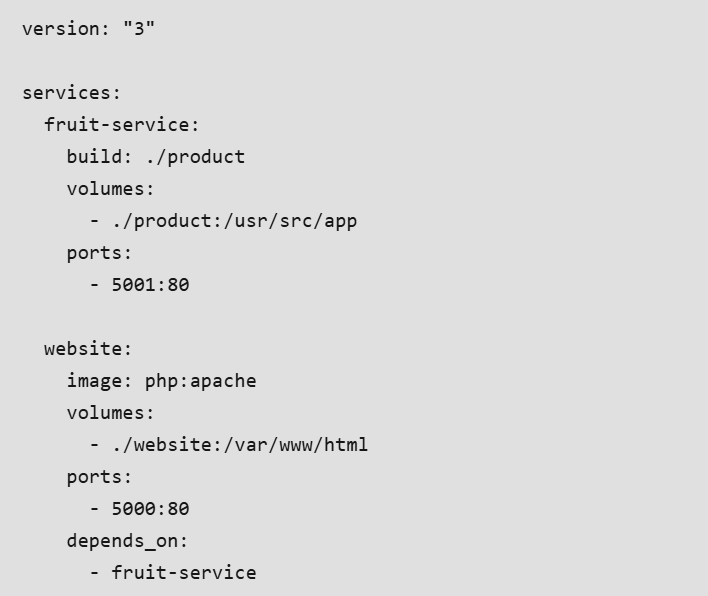 version: "3"

services:
  fruit-service:
    build: ./product
    volumes:
      - ./product:/usr/src/app
    ports:
      - 5001:80

  website:
    image: php:apache
    volumes:
      - ./website:/var/www/html
    ports:
      - 5000:80
    depends_on:
      - fruit-service